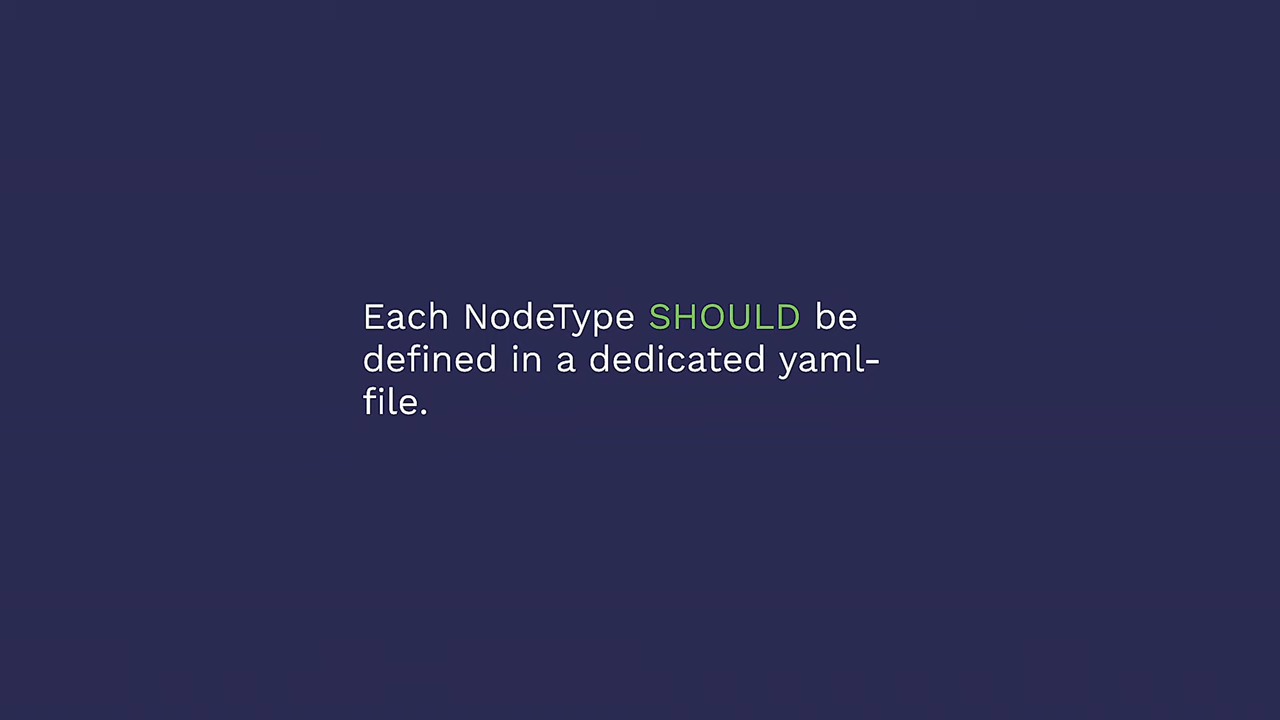 Each NodeType SHOULD be
defined in a dedicated yaml-
file.